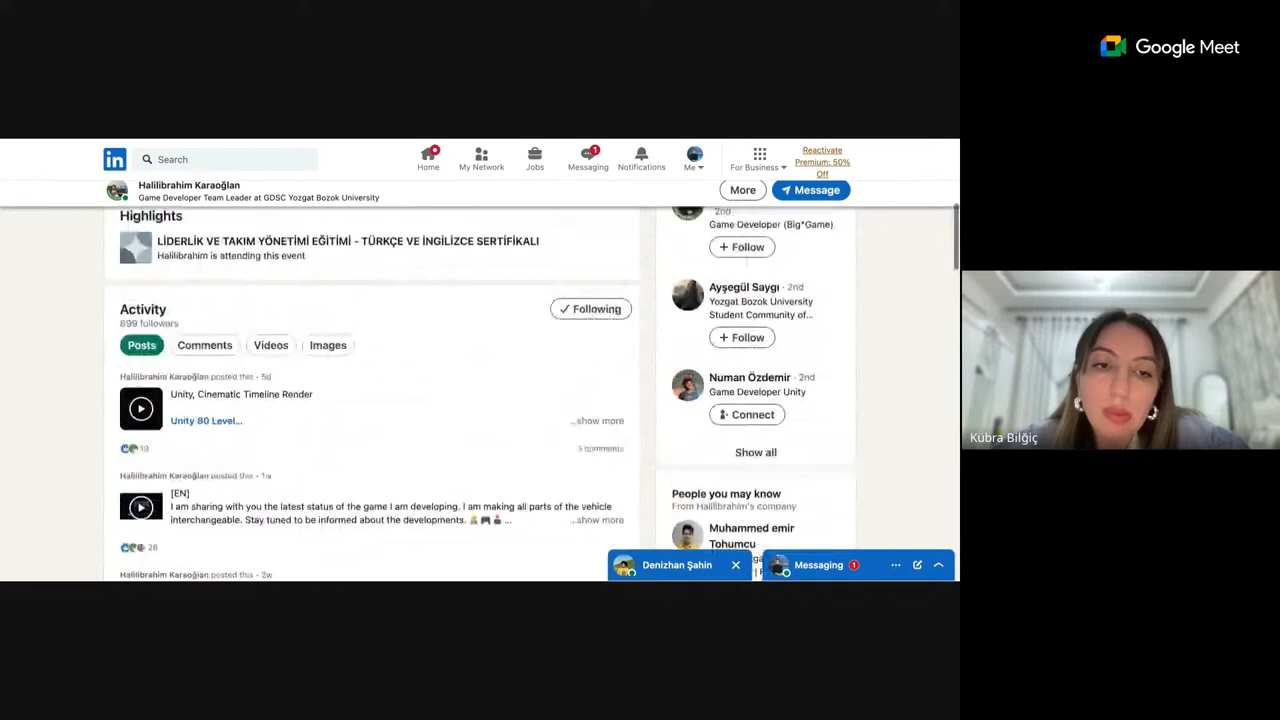 Google Meet
in
Search
Home
My Network
Jobs
1
Messaging
Notifications
Me
For Business
Reactivate
Premium: 50%
Off
Halilibrahim Karaoğlan
Game Developer Team Leader at GDSC Yozgat Bozok University
More
Message
Highlights
LİDERLİK VE TAKIM YÖNETİMİ EĞİTİMİ - TÜRKÇE VE İNGİLİZCE SERTİFİKALI
Halilibrahim is attending this event
Activity
899 followers
Following
Posts
Comments
Videos
Images
Halilibrahim Karaoğlan posted this • 5d
Unity, Cinematic Timeline Render
Unity 80 Level...
...show more
19
5 comments
Halilibrahim Karaoğlan posted this • 1w
[EN]
I am sharing with you the latest status of the game I am developing. I am making all parts of the vehicle
interchangeable. Stay tuned to be informed about the developments. 👷🎮🕹️ ...
...show more
26
Halilibrahim Karaoğlan posted this • 2w
2nd
Game Developer (Big*Game)
+ Follow
Ayşegül Saygı · 2nd
Yozgat Bozok University
Student Community of...
+ Follow
Numan Özdemir · 2nd
Game Developer Unity
Connect
Show all
People you may know
From Halilibrahim's company
Muhammed emir
Tohumcu
Denizhan Şahin
Messaging
1
Kübra Bilğiç